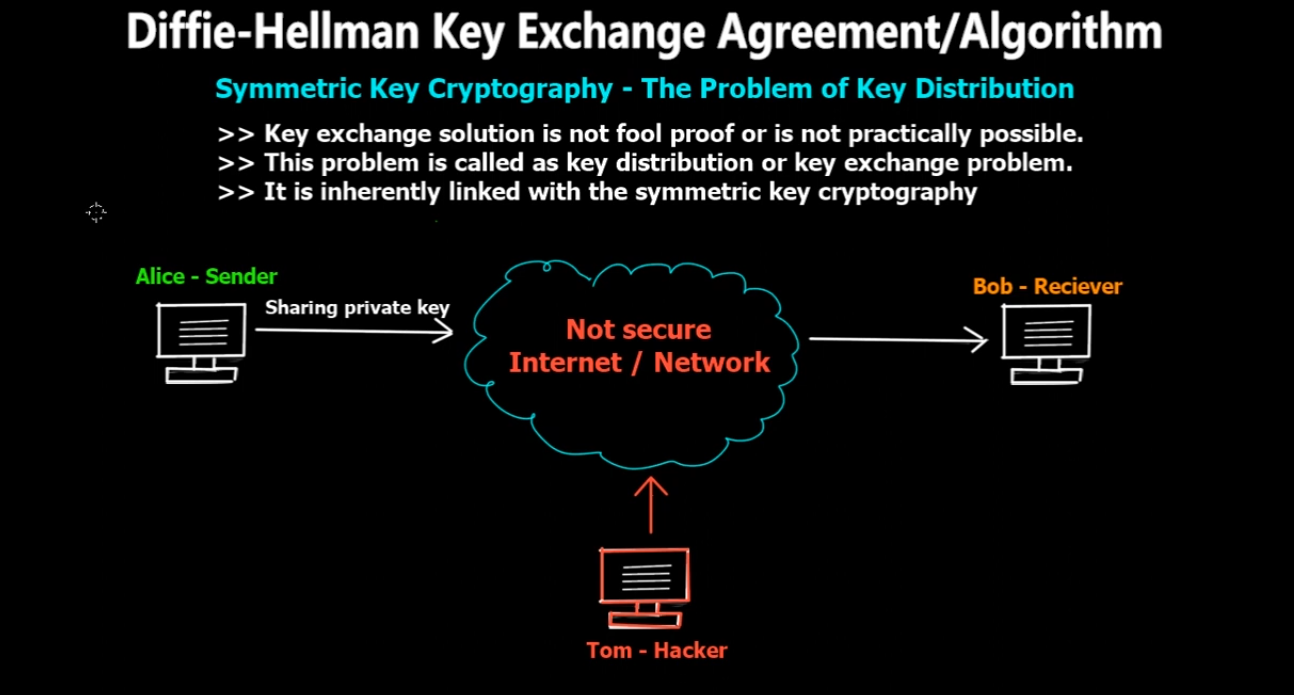 Diffie-Hellman Key Exchange Agreement/Algorithm
Symmetric Key Cryptography - The Problem of Key Distribution
>> Key exchange solution is not fool proof or is not practically possible.
>> This problem is called as key distribution or key exchange problem.
>> It is inherently linked with the symmetric key cryptography
Alice - Sender
Bob - Reciever
Sharing private key
Not secure
Internet / Network
Tom - Hacker